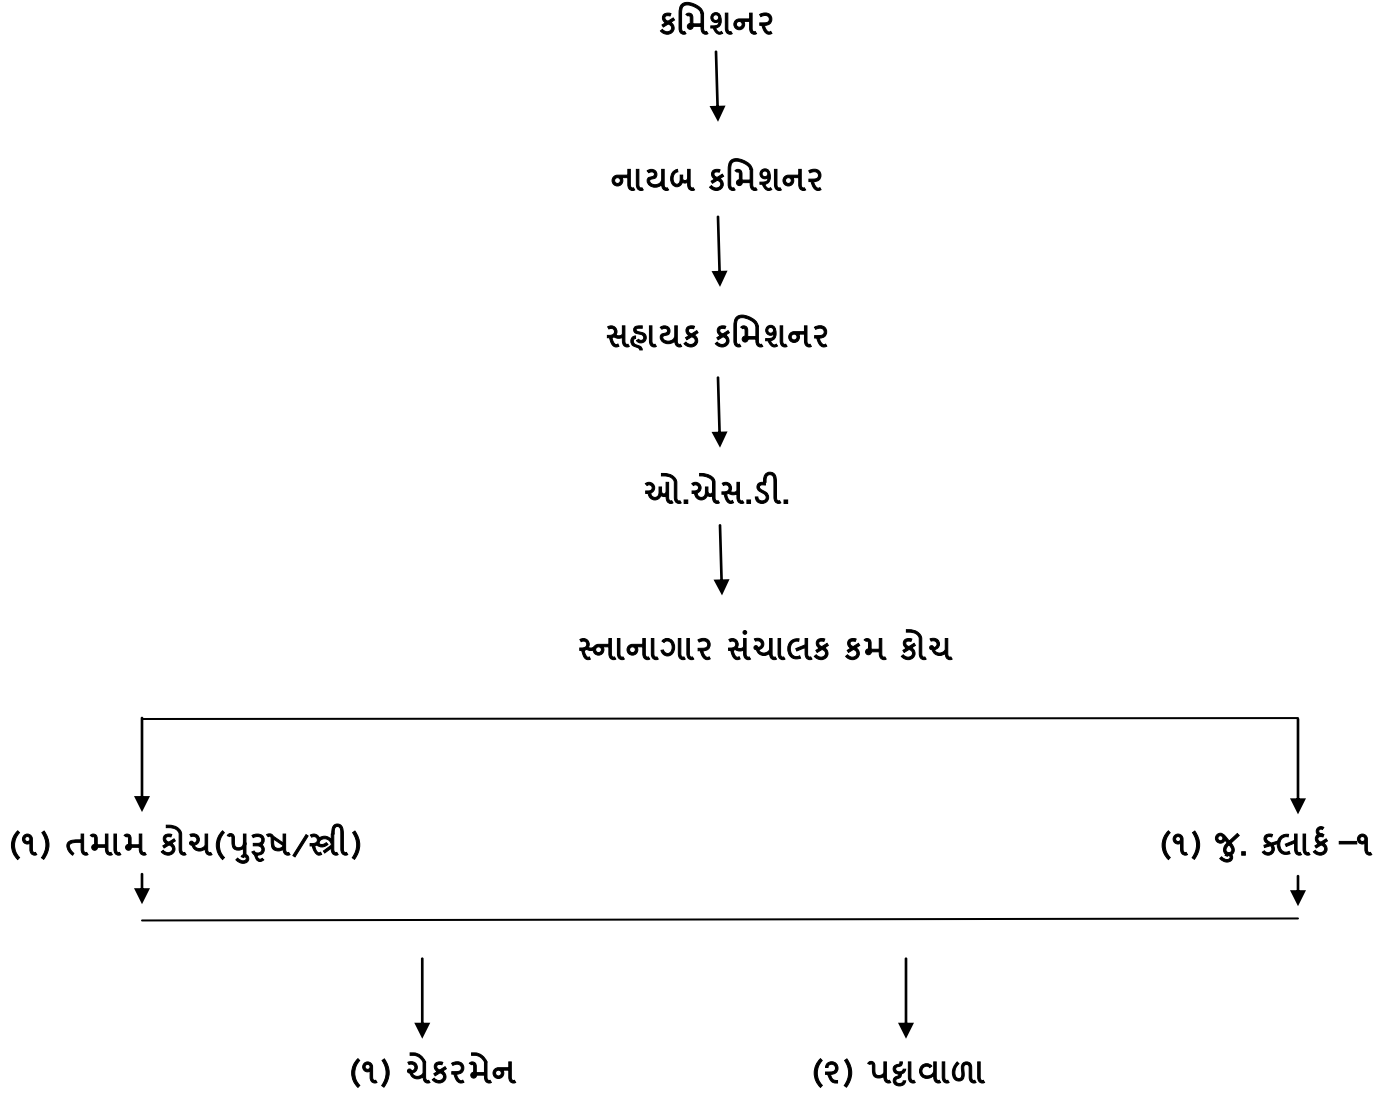 કમિશનર
નાયબ કમિશનર
સહાયક કમિશનર
ઓ.એસ.ડી.
સ્નાનાગાર સંચાલક કમ કોચ
(૧) તમામ કોચ(પુરૂષ/સ્ત્રી)
(૧) જુ. ક્લાર્ક –૧
(૧) ચેકરમેન
(૨) પટ્ટાવાળા